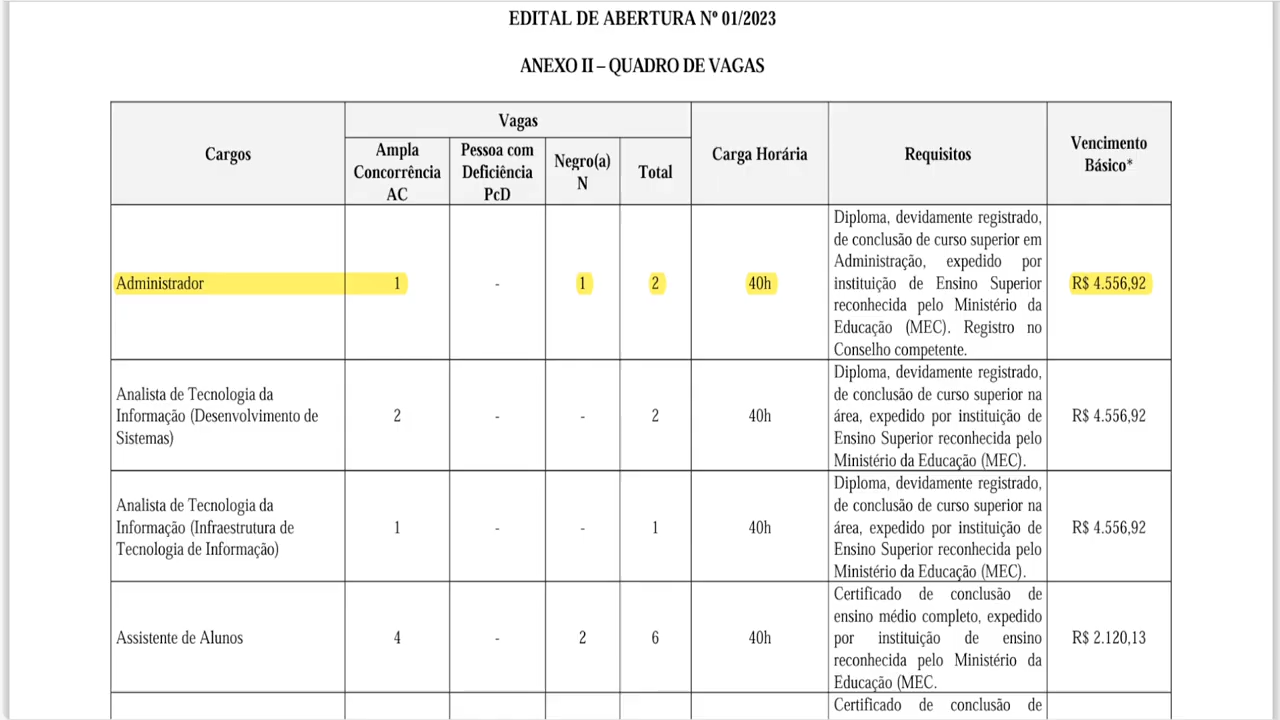 EDITAL DE ABERTURA Nº 01/2023
ANEXO II – QUADRO DE VAGAS
Cargos
Vagas
Ampla
Concorrência
AC
Pessoa com
Deficiência
PcD
Negro(a)
N
Total
Carga Horária
Requisitos
Vencimento
Básico*
Administrador
1
-
1
2
40h
Diploma, devidamente registrado,
de conclusão de curso superior em
Administração, expedido por
instituição de Ensino Superior
reconhecida pelo Ministério da
Educação (MEC). Registro no
Conselho competente.
R$ 4.556,92
Analista de Tecnologia da
Informação (Desenvolvimento de
Sistemas)
2
-
-
2
40h
Diploma, devidamente registrado,
de conclusão de curso superior na
área, expedido por instituição de
Ensino Superior reconhecida pelo
Ministério da Educação (MEC).
R$ 4.556,92
Analista de Tecnologia da
Informação (Infraestrutura de
Tecnologia de Informação)
1
-
-
1
40h
Diploma, devidamente registrado,
de conclusão de curso superior na
área, expedido por instituição de
Ensino Superior reconhecida pelo
Ministério da Educação (MEC).
R$ 4.556,92
Assistente de Alunos
4
-
2
6
40h
Certificado de conclusão de
ensino médio completo, expedido
por instituição de ensino
reconhecida pelo Ministério da
Educação (MEC.
R$ 2.120,13
Certificado de conclusão de